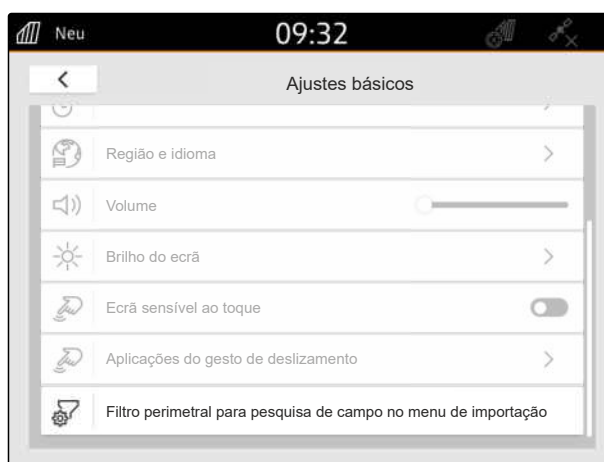 Neu
09:32
Ajustes básicos
Região e idioma
Volume
Brilho do ecrã
Ecrã sensível ao toque
Aplicações do gesto de deslizamento
Filtro perimetral para pesquisa de campo no menu de importação